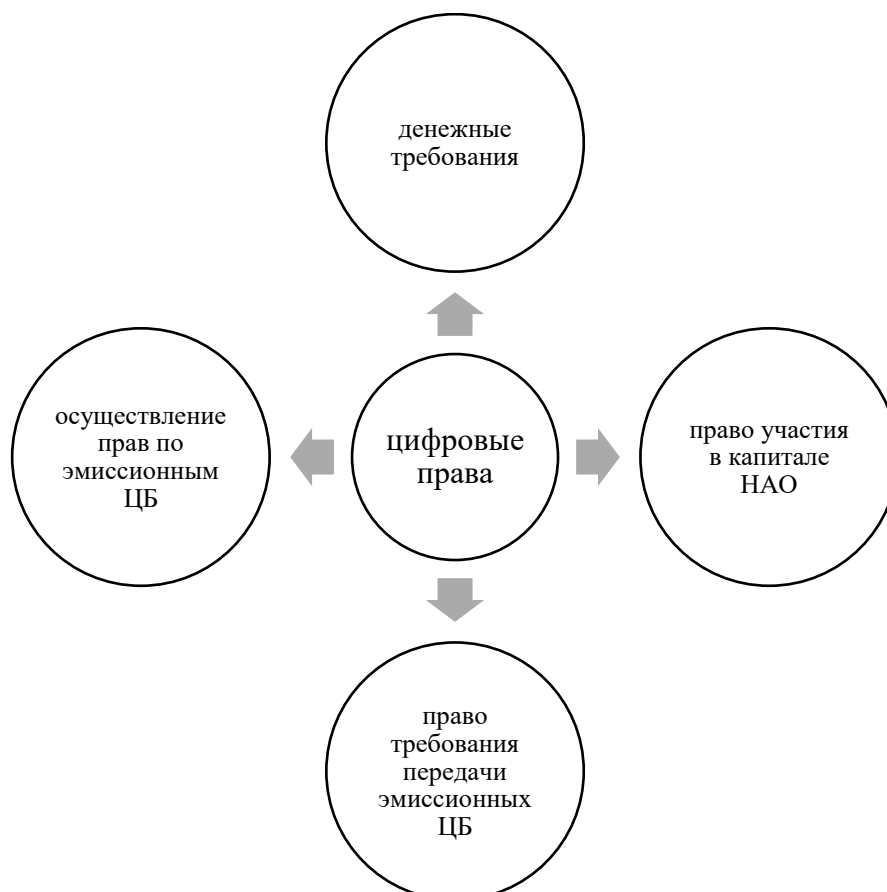 денежные
требования
осуществление
прав по
эмиссионным
ЦБ
цифровые
права
право участия
в капитале
НАО
право
требования
передачи
эмиссионных
ЦБ